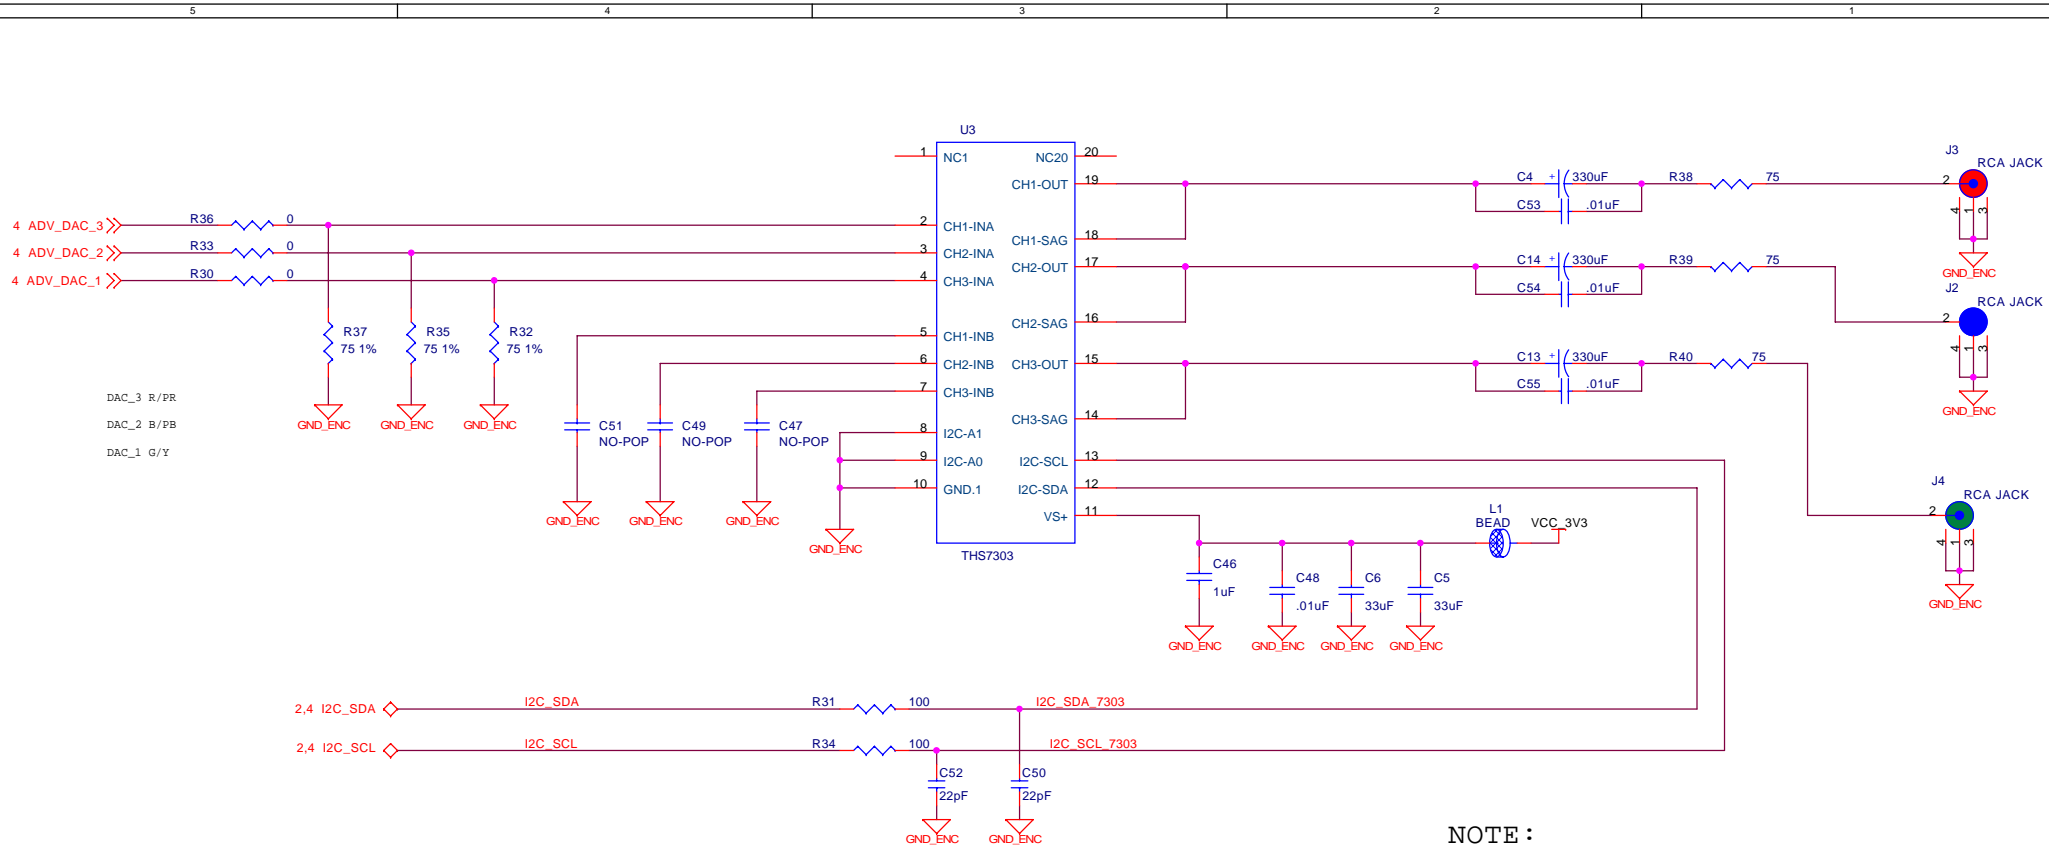 5 4 3 2 1
U3
1 NC1 NC20 20
CH1-OUT 19
2 CH1-INA CH1-SAG 18
3 CH2-INA CH2-OUT 17
4 CH3-INA
CH2-SAG 16
5 CH1-INB
6 CH2-INB CH3-OUT 15
7 CH3-INB
CH3-SAG 14
8 I2C-A1
9 I2C-A0 I2C-SCL 13
10 GND.1 I2C-SDA 12
VS+ 11
THS7303
4 ADV_DAC_3 R36 0
4 ADV_DAC_2 R33 0
4 ADV_DAC_1 R30 0
R37
75 1%
R35
75 1%
R32
75 1%
GND_ENC GND_ENC GND_ENC
DAC_3 R/PR
DAC_2 B/PB
DAC_1 G/Y
C51
NO-POP
C49
NO-POP
C47
NO-POP
GND_ENC GND_ENC GND_ENC
GND_ENC
C4 + 330uF R38 75
C53 .01uF
C14 + 330uF R39 75
C54 .01uF
C13 + 330uF R40 75
C55 .01uF
J3
RCA JACK
2
4 1 3
GND_ENC
J2
RCA JACK
2
4 1 3
GND_ENC
J4
RCA JACK
2
4 1 3
GND_ENC
L1
BEAD
VCC_3V3
C46
1uF
C48
.01uF
C6
33uF
C5
33uF
GND_ENC GND_ENC GND_ENC GND_ENC
2,4 I2C_SDA I2C_SDA R31 100 I2C_SDA_7303
2,4 I2C_SCL I2C_SCL R34 100 I2C_SCL_7303
C52
22pF
C50
22pF
GND_ENC GND_ENC
NOTE: